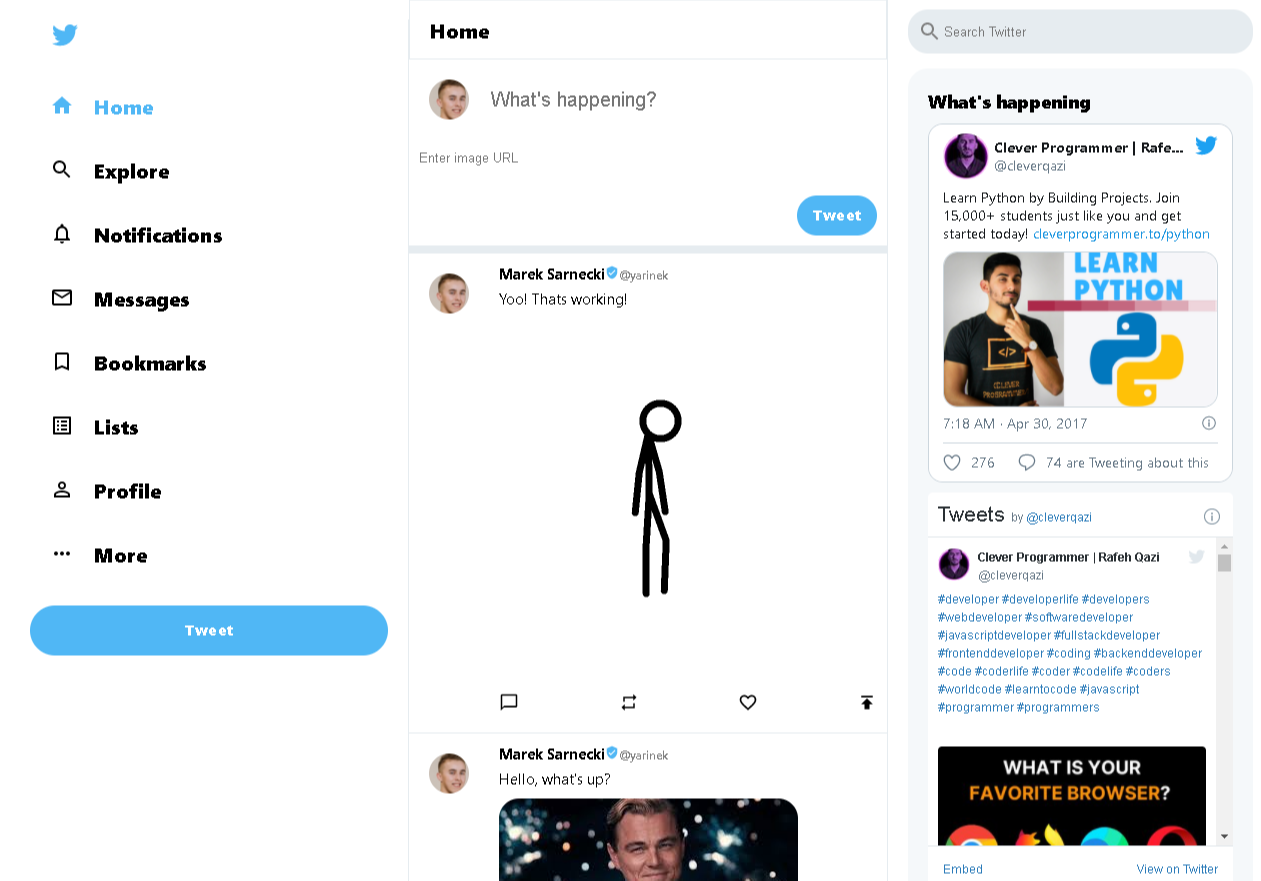 Home
Explore
Notifications
Messages
Bookmarks
Lists
Profile
More
Tweet
Home
What's happening?
Enter image URL
Tweet
Marek Sarnecki @yarinek
Yoo! Thats working!
Marek Sarnecki @yarinek
Hello, what's up?
Search Twitter
What's happening
Clever Programmer | Rafe...
@cleverqazi
Learn Python by Building Projects. Join
15,000+ students just like you and get
started today! cleverprogrammer.to/python
LEARN
PYTHON
</>
CLEVER
PROGRAMMER
7:18 AM · Apr 30, 2017
276
74 are Tweeting about this
Tweets by @cleverqazi
Clever Programmer | Rafeh Qazi
@cleverqazi
#developer #developerlife #developers
#webdeveloper #softwaredeveloper
#javascriptdeveloper #fullstackdeveloper
#frontenddeveloper #coding #backenddeveloper
#code #coderlife #coder #codelife #coders
#worldcode #learntocode #javascript
#programmer #programmers
WHAT IS YOUR
FAVORITE BROWSER?
Embed
View on Twitter